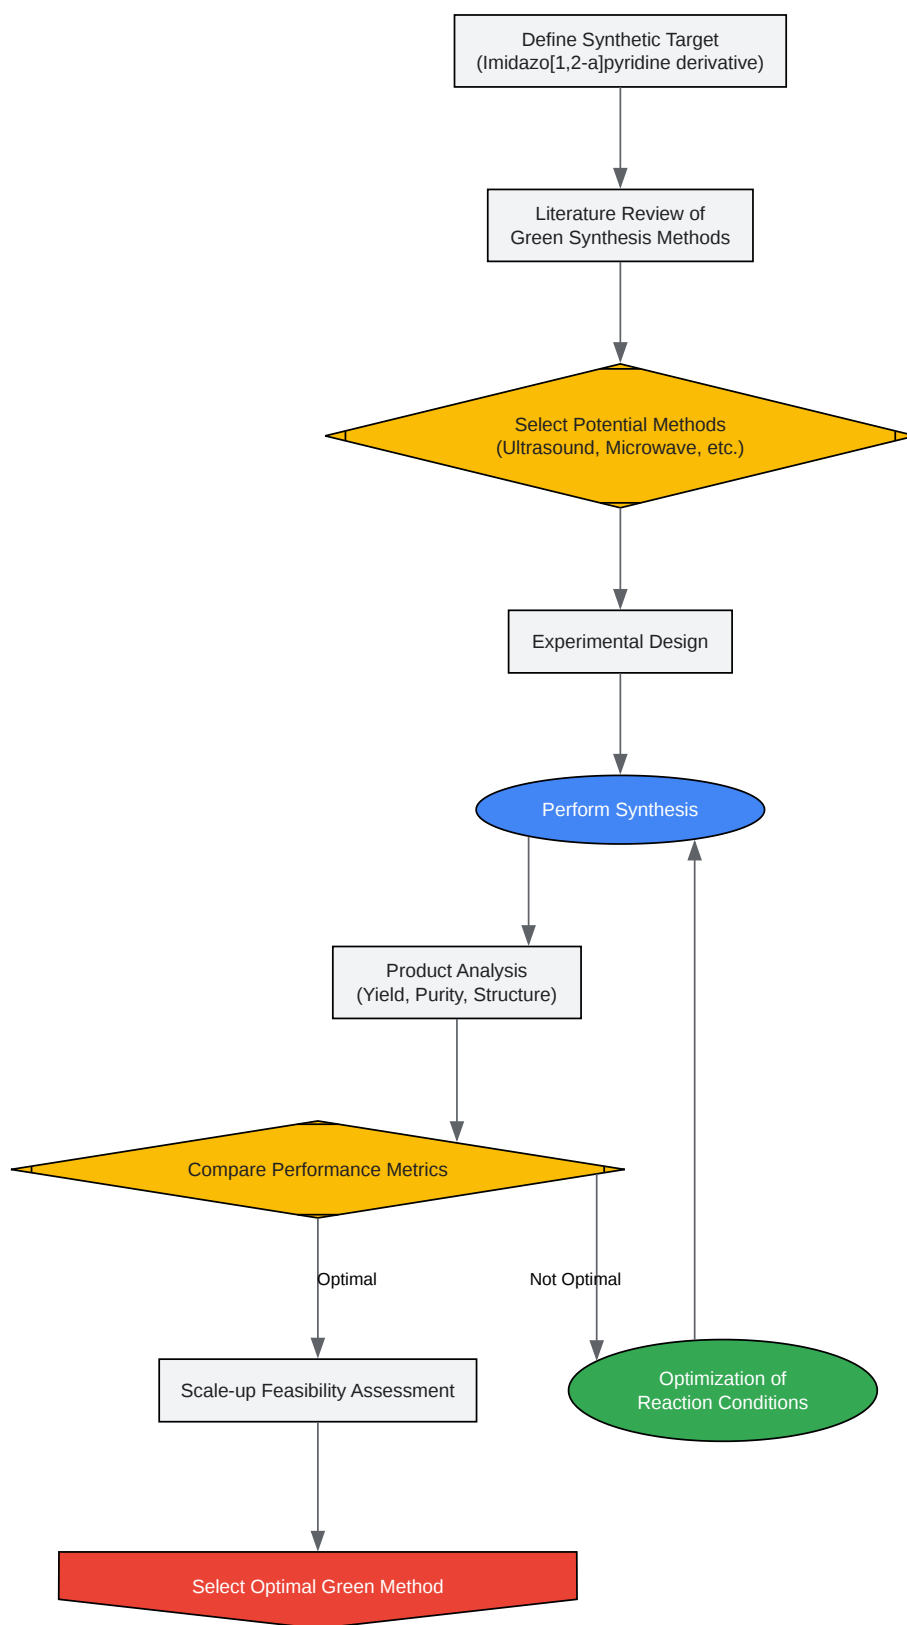 Define Synthetic Target
(Imidazo[1,2-a]pyridine derivative)
Literature Review of
Green Synthesis Methods
Select Potential Methods
(Ultrasound, Microwave, etc.)
Experimental Design
Perform Synthesis
Product Analysis
(Yield, Purity, Structure)
Compare Performance Metrics
Optimal
Not Optimal
Scale-up Feasibility Assessment
Optimization of
Reaction Conditions
Select Optimal Green Method